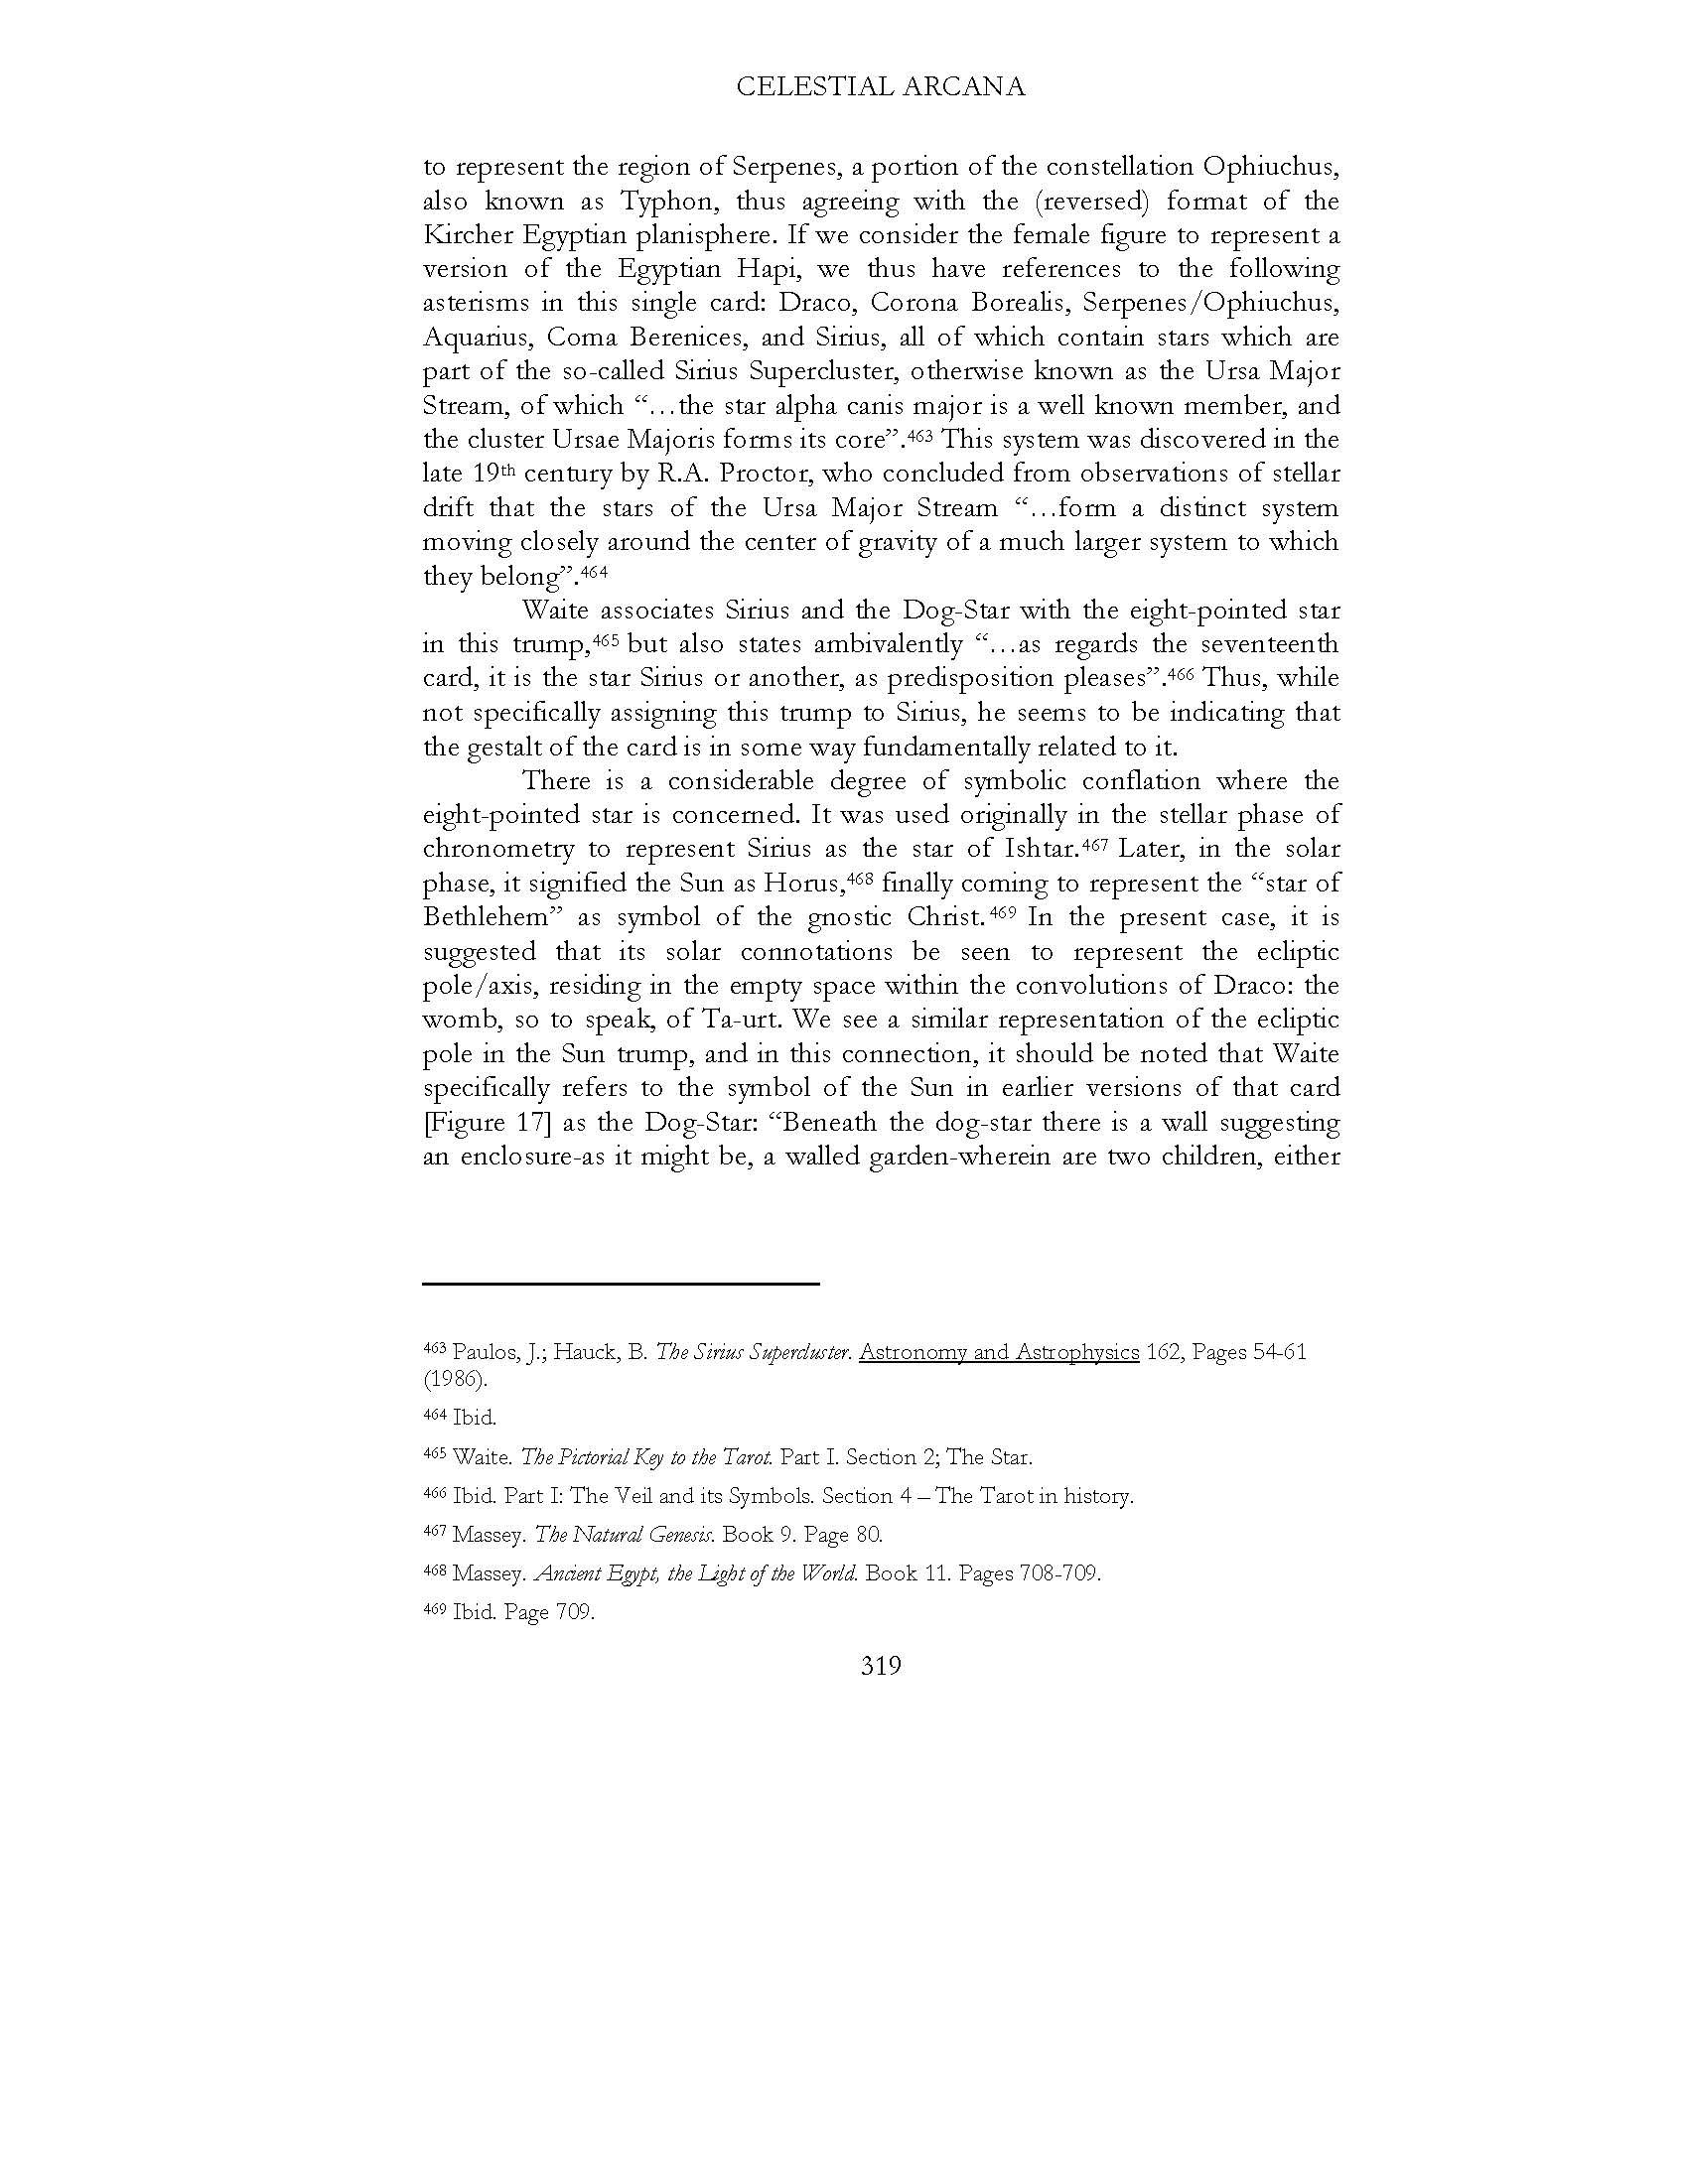 CELESTIAL ARCANA
to represent the region of Serpenes, a portion of the constellation Ophiuchus,
also known as Typhon, thus agreeing with the (reversed) format of the
Kircher Egyptian planisphere. If we consider the female figure to represent a
version of the Egyptian Hapi, we thus have references to the following
asterisms in this single card: Draco, Corona Borealis, Serpenes/Ophiuchus,
Aquarius, Coma Berenices, and Sirius, all of which contain stars which are
part of the so-called Sirius Supercluster, otherwise known as the Ursa Major
Stream, of which “…the star alpha canis major is a well known member, and
the cluster Ursae Majoris forms its core”.463 This system was discovered in the
late 19th century by R.A. Proctor, who concluded from observations of stellar
drift that the stars of the Ursa Major Stream “…form a distinct system
moving closely around the center of gravity of a much larger system to which
they belong”.464
Waite associates Sirius and the Dog-Star with the eight-pointed star
in this trump,465 but also states ambivalently “…as regards the seventeenth
card, it is the star Sirius or another, as predisposition pleases”.466 Thus, while
not specifically assigning this trump to Sirius, he seems to be indicating that
the gestalt of the card is in some way fundamentally related to it.
There is a considerable degree of symbolic conflation where the
eight-pointed star is concerned. It was used originally in the stellar phase of
chronometry to represent Sirius as the star of Ishtar.467 Later, in the solar
phase, it signified the Sun as Horus,468 finally coming to represent the “star of
Bethlehem” as symbol of the gnostic Christ.469 In the present case, it is
suggested that its solar connotations be seen to represent the ecliptic
pole/axis, residing in the empty space within the convolutions of Draco: the
womb, so to speak, of Ta-urt. We see a similar representation of the ecliptic
pole in the Sun trump, and in this connection, it should be noted that Waite
specifically refers to the symbol of the Sun in earlier versions of that card
[Figure 17] as the Dog-Star: “Beneath the dog-star there is a wall suggesting
an enclosure-as it might be, a walled garden-wherein are two children, either
463 Paulos, J.; Hauck, B. The Sirius Supercluster. Astronomy and Astrophysics 162, Pages 54-61
(1986).
464 Ibid.
465 Waite. The Pictorial Key to the Tarot. Part I. Section 2; The Star.
466 Ibid. Part I: The Veil and its Symbols. Section 4 – The Tarot in history.
467 Massey. The Natural Genesis. Book 9. Page 80.
468 Massey. Ancient Egypt, the Light of the World. Book 11. Pages 708-709.
469 Ibid. Page 709.
319